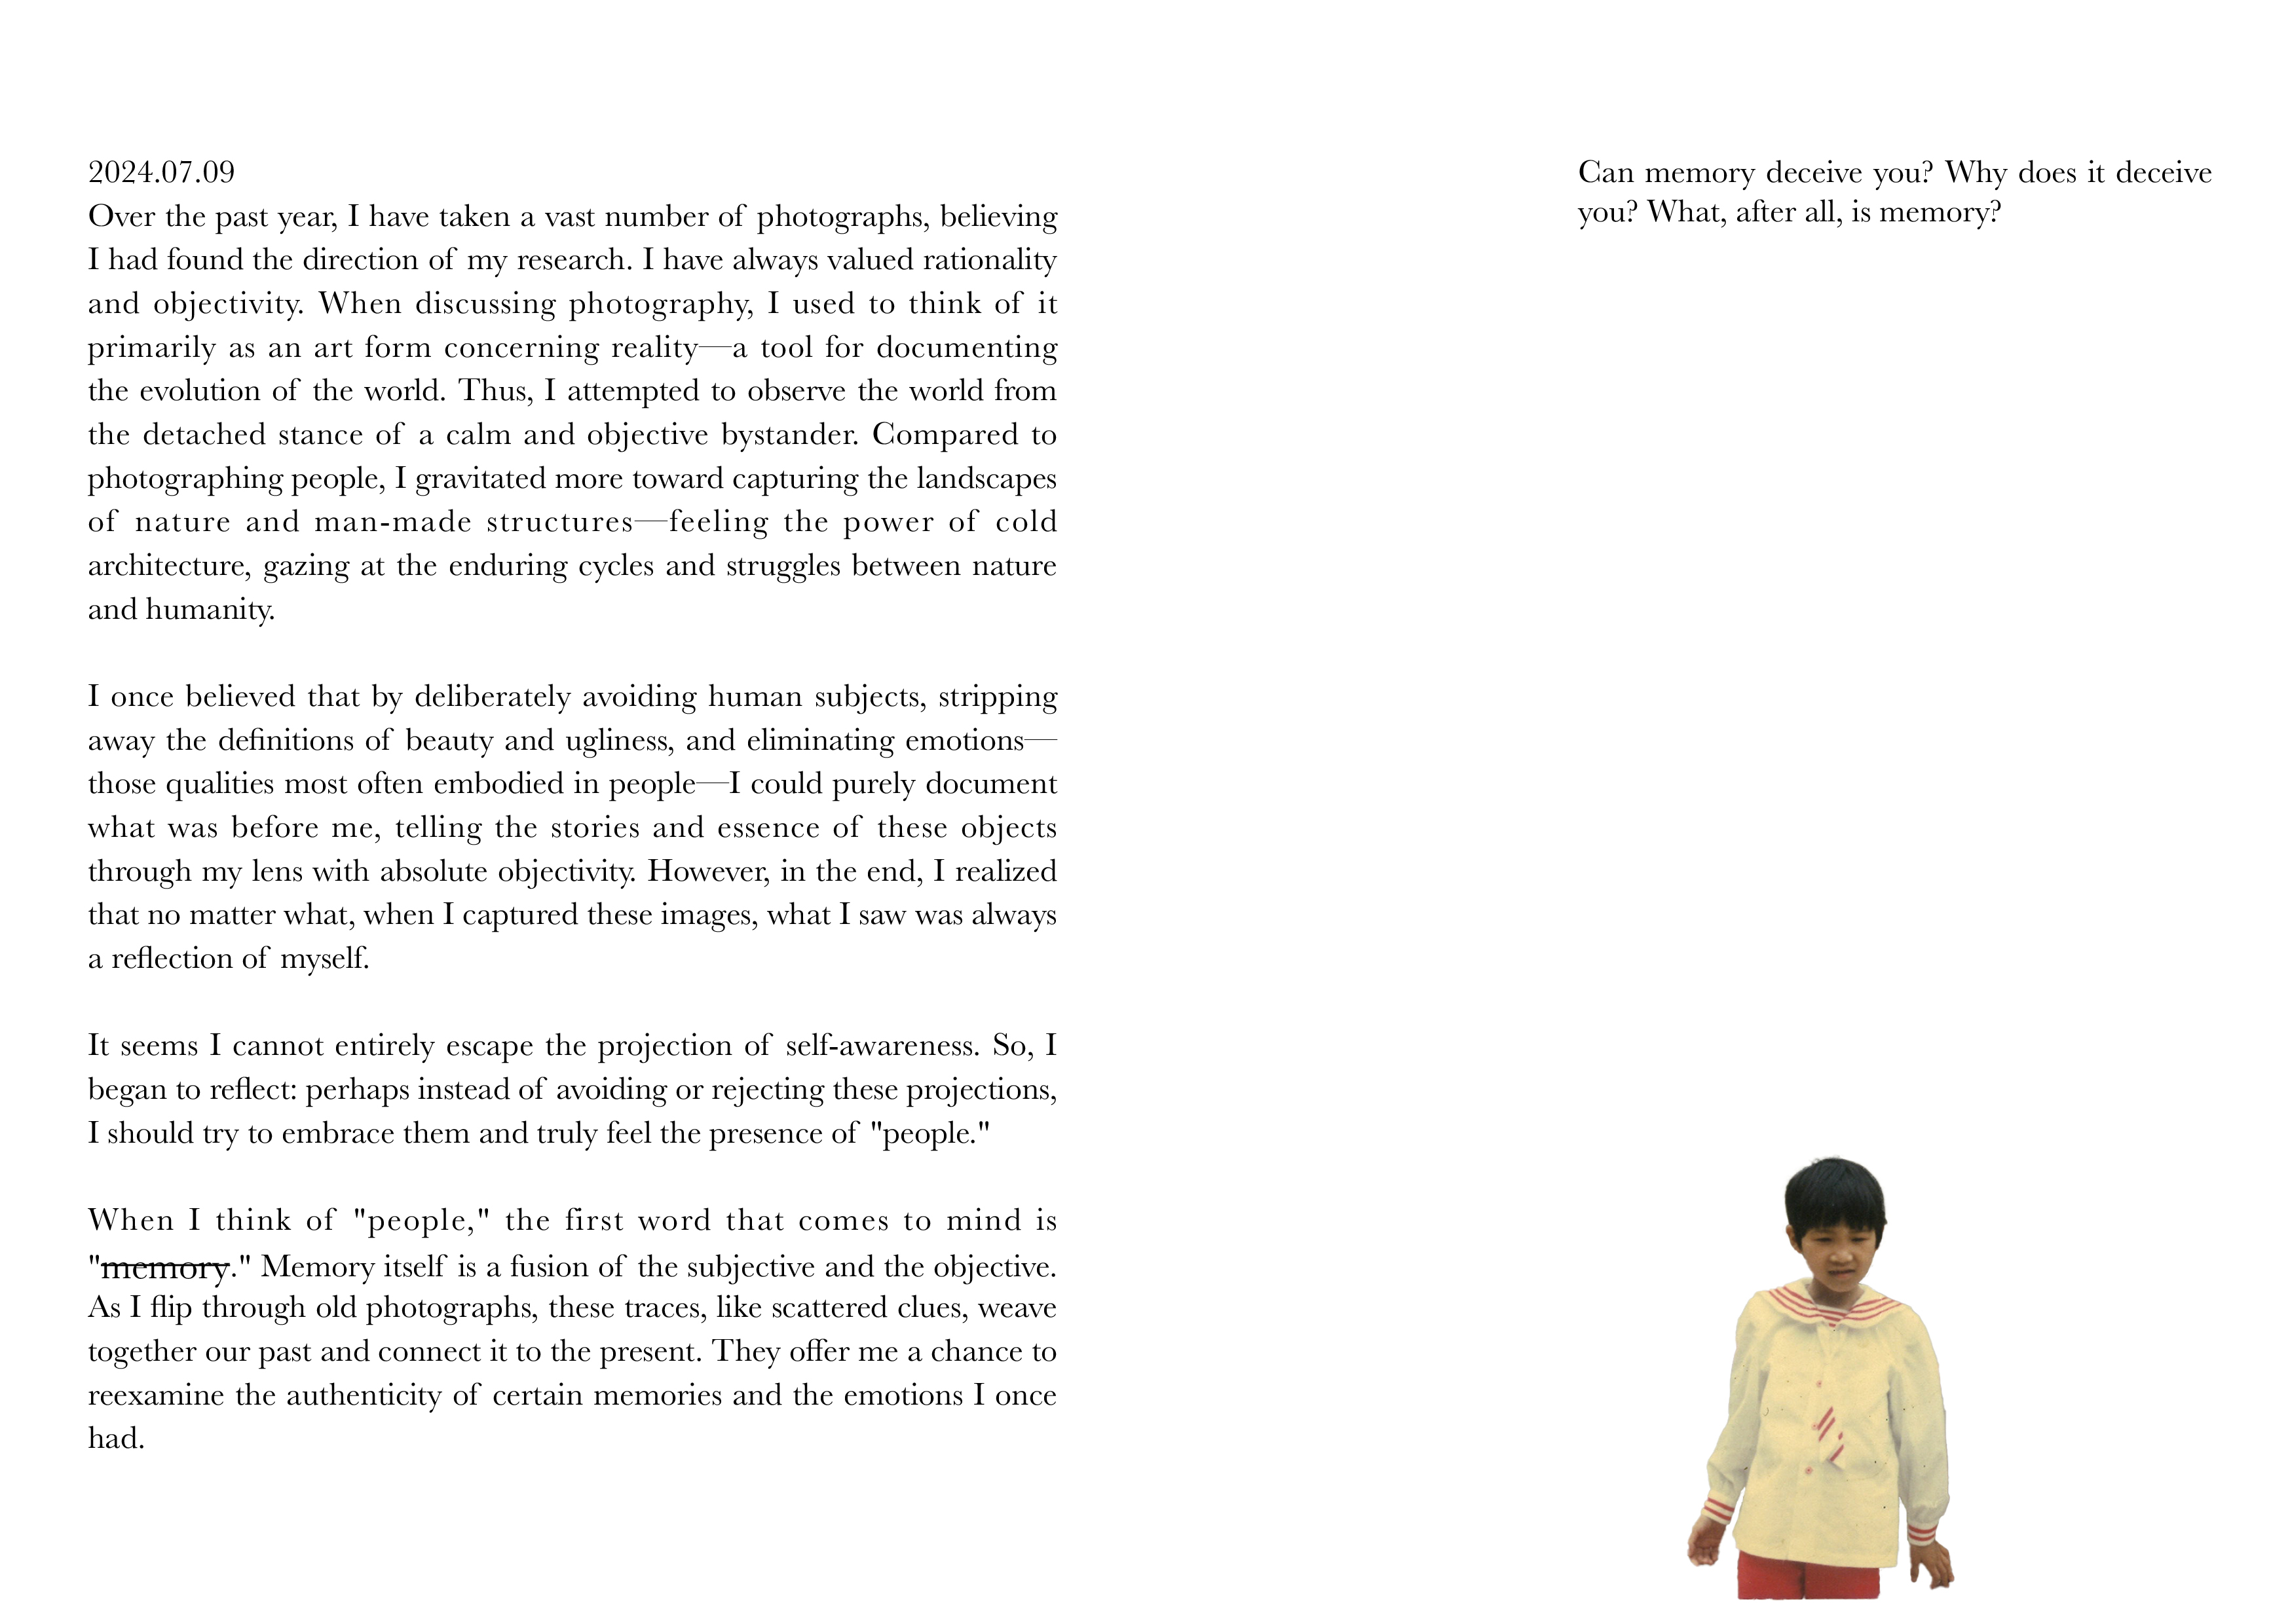 2024.07.09
Over the past year, I have taken a vast number of photographs, believing
I had found the direction of my research. I have always valued rationality
and objectivity. When discussing photography, I used to think of it
primarily as an art form concerning reality—a tool for documenting
the evolution of the world. Thus, I attempted to observe the world from
the detached stance of a calm and objective bystander. Compared to
photographing people, I gravitated more toward capturing the landscapes
of nature and man-made structures—feeling the power of cold
architecture, gazing at the enduring cycles and struggles between nature
and humanity.
I once believed that by deliberately avoiding human subjects, stripping
away the definitions of beauty and ugliness, and eliminating emotions—
those qualities most often embodied in people—I could purely document
what was before me, telling the stories and essence of these objects
through my lens with absolute objectivity. However, in the end, I realized
that no matter what, when I captured these images, what I saw was always
a reflection of myself.
It seems I cannot entirely escape the projection of self-awareness. So, I
began to reflect: perhaps instead of avoiding or rejecting these projections,
I should try to embrace them and truly feel the presence of "people."
When I think of "people," the first word that comes to mind is
"memory." Memory itself is a fusion of the subjective and the objective.
As I flip through old photographs, these traces, like scattered clues, weave
together our past and connect it to the present. They offer me a chance to
reexamine the authenticity of certain memories and the emotions I once
had.
Can memory deceive you? Why does it deceive
you? What, after all, is memory?